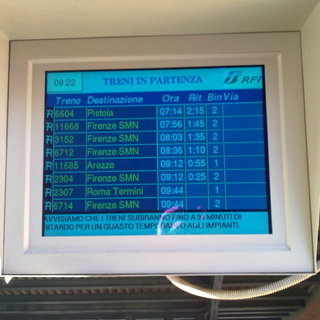 09:22 TRENI IN PARTENZA RFI
Treno Destinazione Ora Rit Bin Via
R 6604 Pistoia 07:14 2:15 2
R 11668 Firenze SMN 07:56 1:45 2
R 3152 Firenze SMN 08:03 1:35 2
R 6712 Firenze SMN 08:36 1:10 2
R 11685 Arezzo 09:12 0:55 1
R 2304 Firenze SMN 09:12 0:25 2
R 2307 Roma Termini 09:44 1
R 6714 Firenze SMN 09:44 2
AVVISIAMO CHE I TRENI SUBIRANNO FINO A 30 MINUTI DI
RITARDO PER UN GUASTO TEMPORANEO AGLI IMPIANTI.